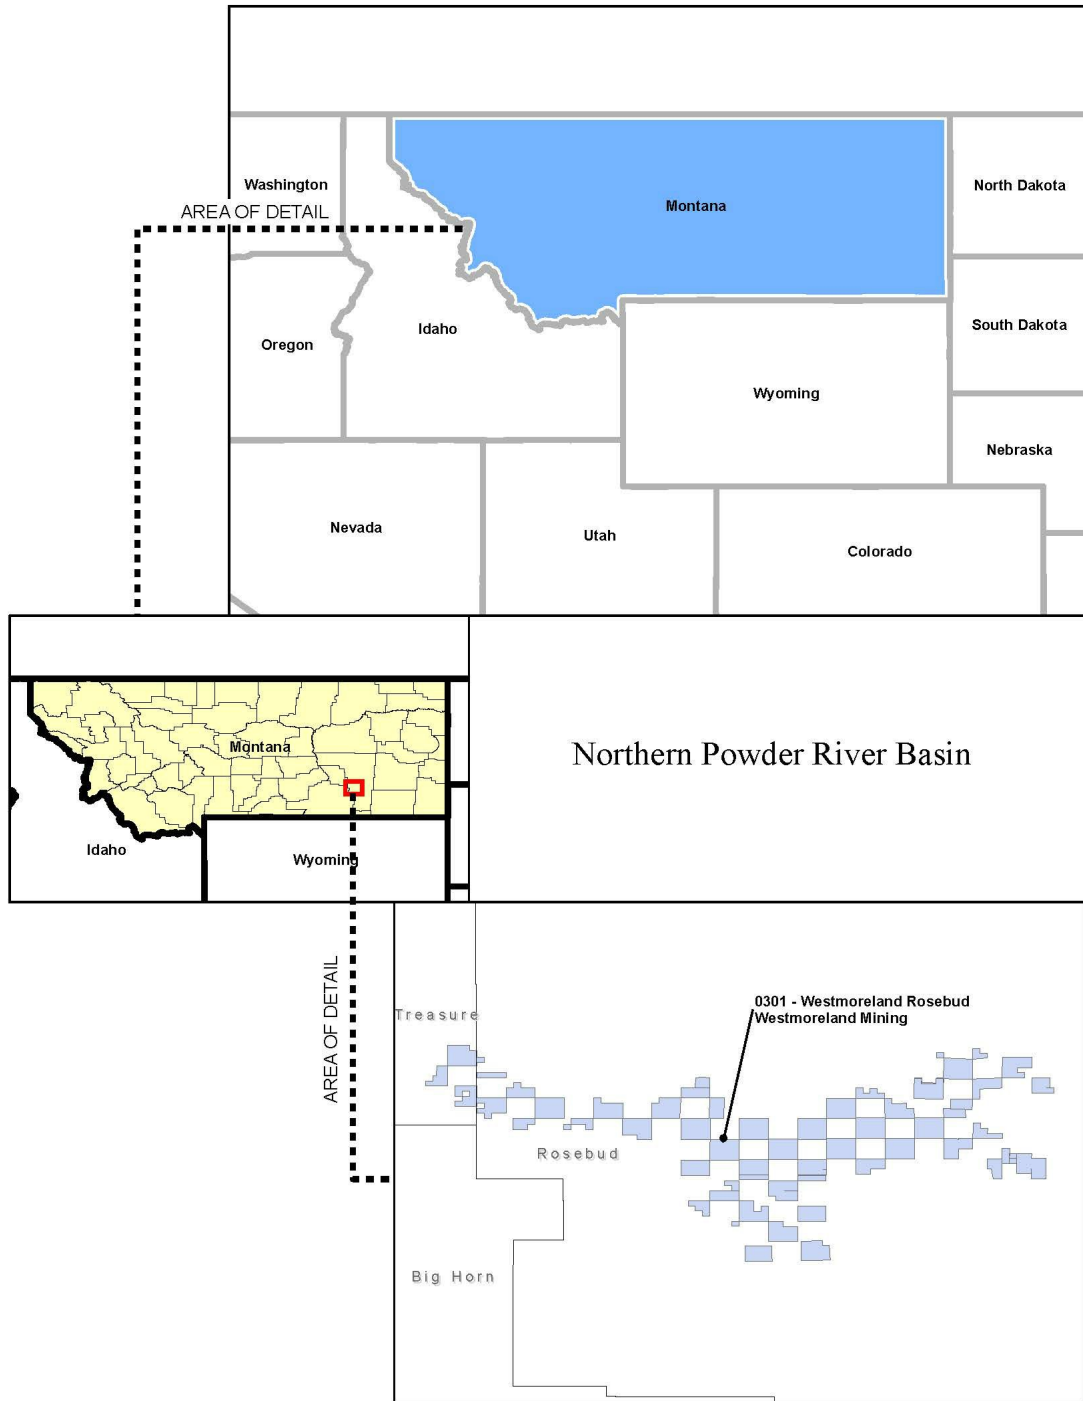 Washington
North Dakota
Montana
AREA OF DETAIL
South Dakota
Idaho
Oregon
Wyoming
Nebraska
Nevada
Utah
Colorado
Montana
Northern Powder River Basin
Idaho
Wyoming
AREA OF DETAIL
0301 - Westmoreland Rosebud
Westmoreland Mining
Treasure
Rosebud
Big Horn